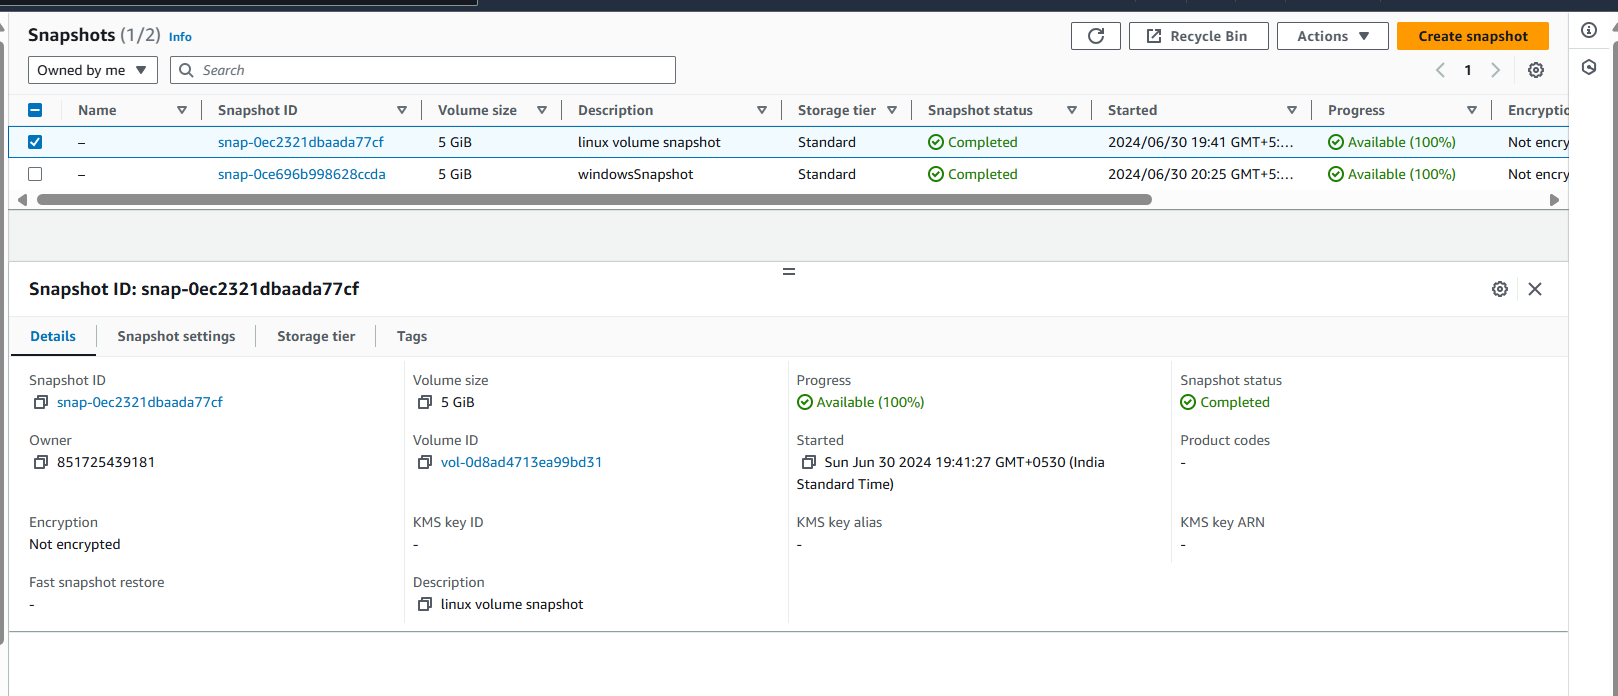 Snapshots (1/2) Info
Recycle Bin
Actions
Create snapshot
Owned by me
Search
1
Name Snapshot ID Volume size Description Storage tier Snapshot status Started Progress Encryptio
– snap-0ec2321dbaada77cf 5 GiB linux volume snapshot Standard Completed 2024/06/30 19:41 GMT+5:... Available (100%) Not encry
– snap-0ce696b998628ccda 5 GiB windowsSnapshot Standard Completed 2024/06/30 20:25 GMT+5:... Available (100%) Not encry
Snapshot ID: snap-0ec2321dbaada77cf
Details Snapshot settings Storage tier Tags
Snapshot ID
snap-0ec2321dbaada77cf
Volume size
5 GiB
Progress
Available (100%)
Snapshot status
Completed
Owner
851725439181
Volume ID
vol-0d8ad4713ea99bd31
Started
Sun Jun 30 2024 19:41:27 GMT+0530 (India
Standard Time)
Product codes
-
Encryption
Not encrypted
KMS key ID
-
KMS key alias
-
KMS key ARN
-
Fast snapshot restore
-
Description
linux volume snapshot